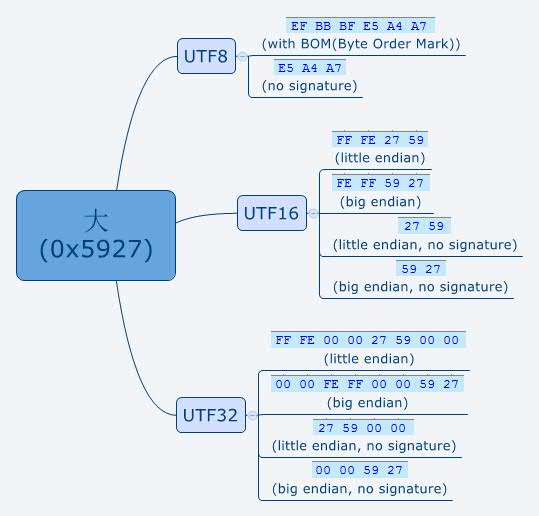 大
(0x5927)
UTF8
EF BB BF E5 A4 A7
(with BOM(Byte Order Mark))
E5 A4 A7
(no signature)
UTF16
FF FE 27 59
(little endian)
FE FF 59 27
(big endian)
27 59
(little endian, no signature)
59 27
(big endian, no signature)
UTF32
FF FE 00 00 27 59 00 00
(little endian)
00 00 FE FF 00 00 59 27
(big endian)
27 59 00 00
(little endian, no signature)
00 00 59 27
(big endian, no signature)